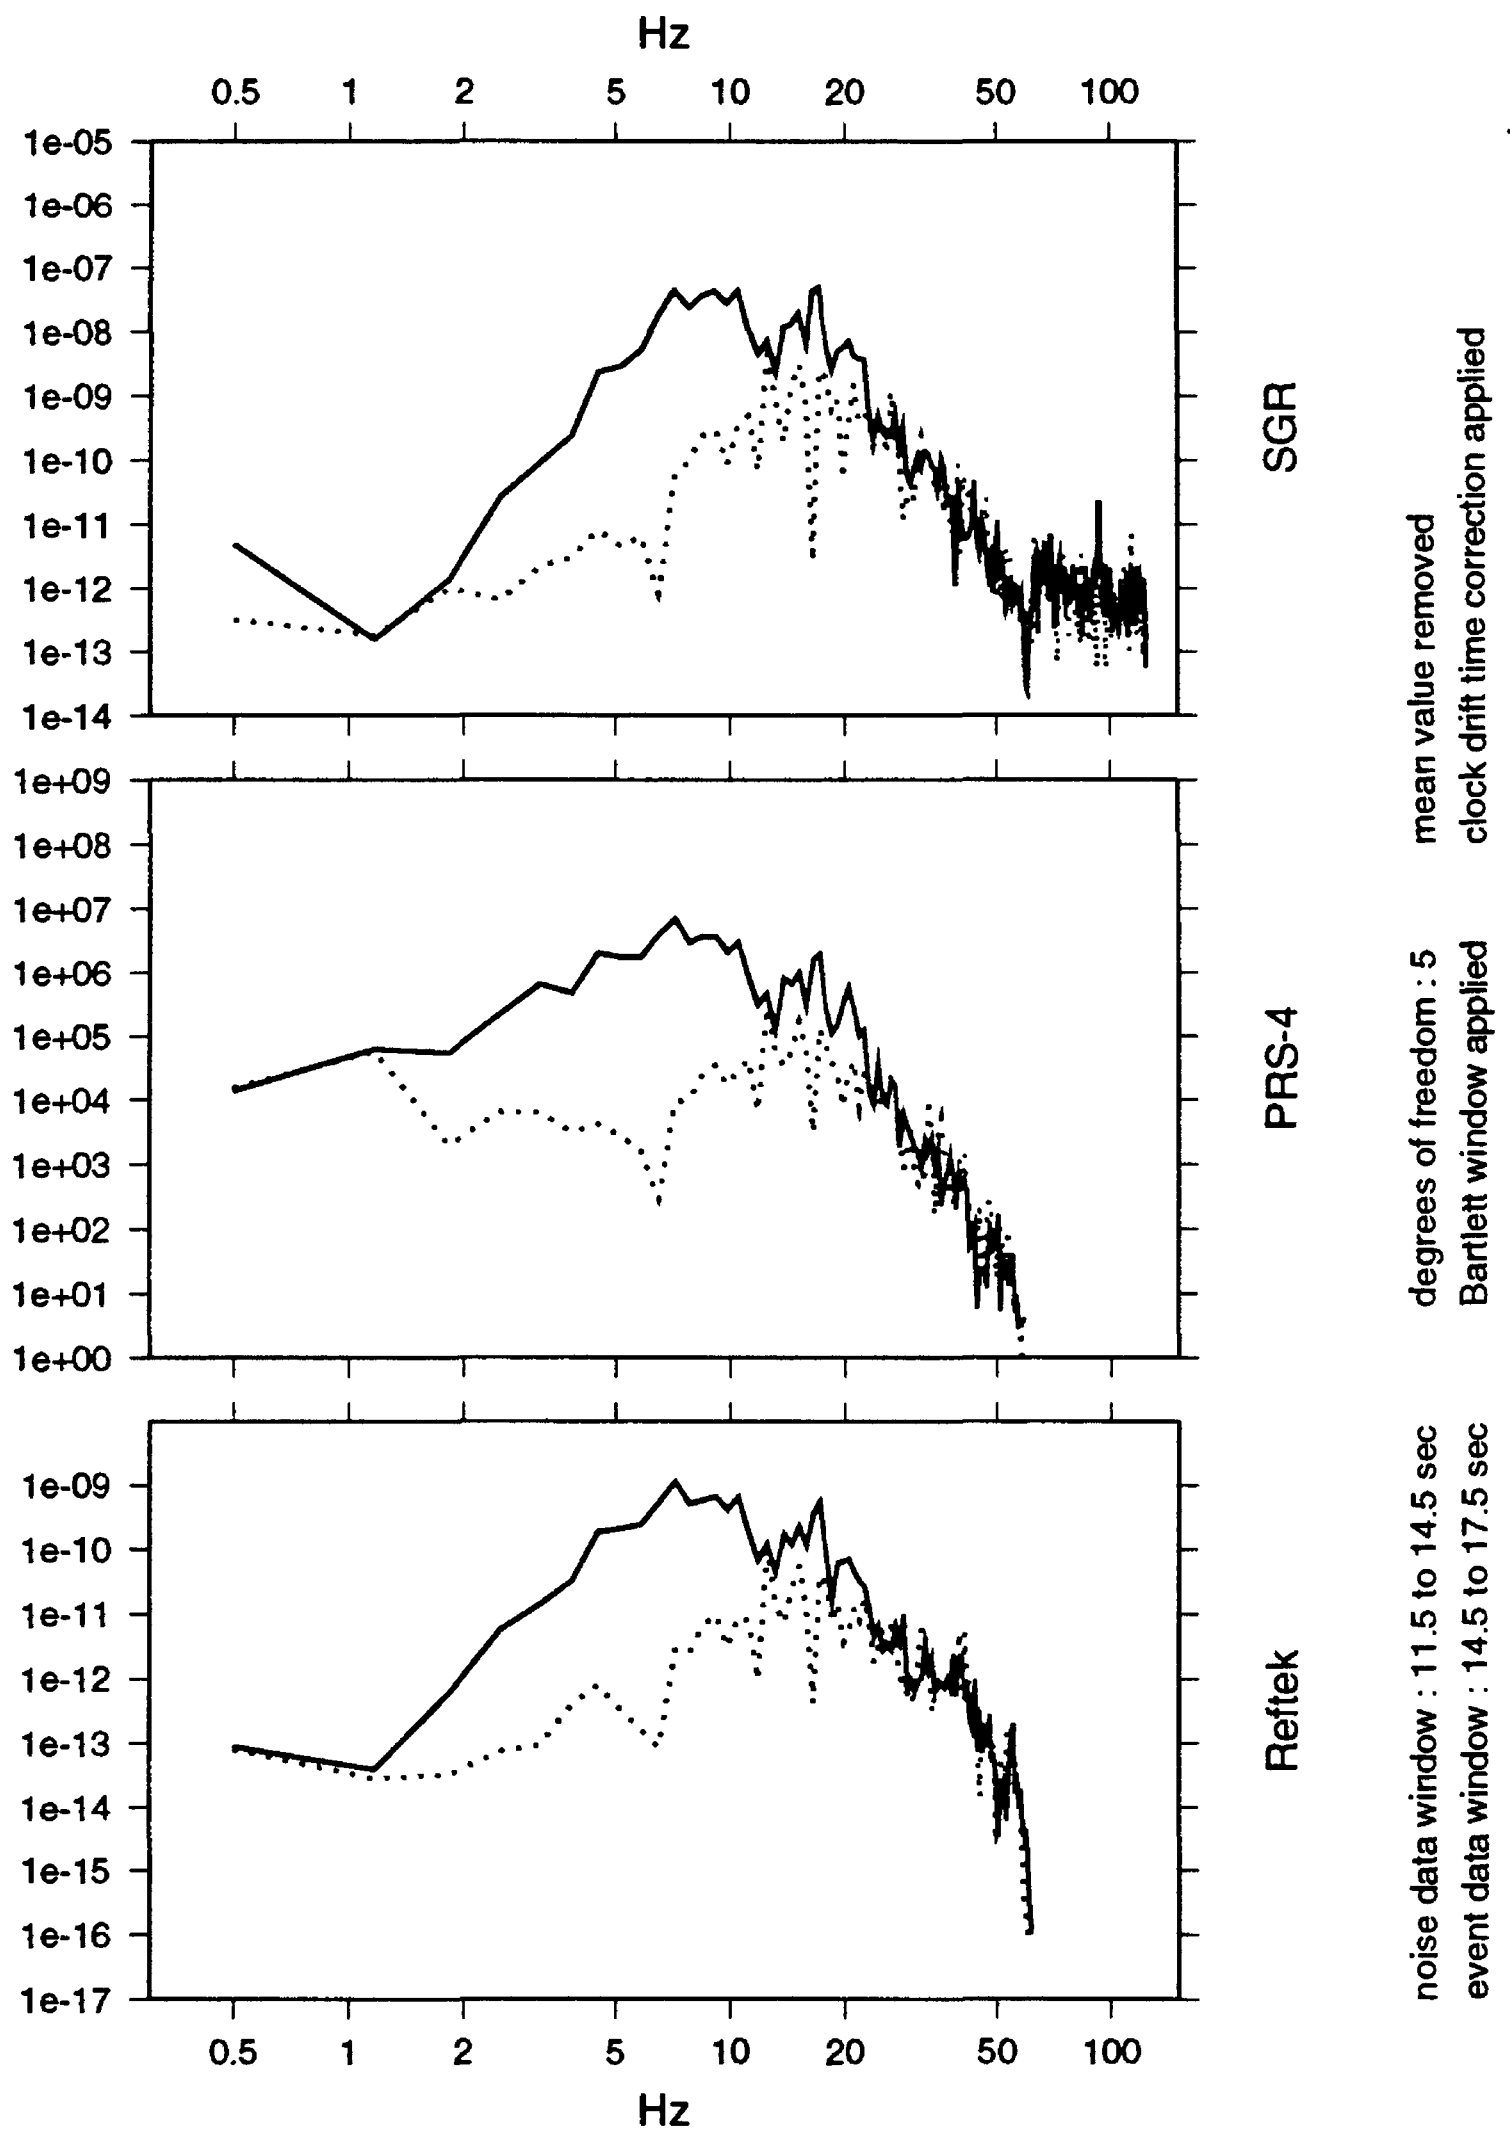 Hz
0.5 1 2 5 10 20 50 100
1e-05
1e-06
1e-07
1e-08
1e-09
1e-10
1e-11
1e-12
1e-13
1e-14
SGR
1e+09
1e+08
1e+07
1e+06
1e+05
1e+04
1e+03
1e+02
1e+01
1e+00
PRS-4
1e-09
1e-10
1e-11
1e-12
1e-13
1e-14
1e-15
1e-16
1e-17
Reftek
0.5 1 2 5 10 20 50 100
Hz
noise data window : 11.5 to 14.5 sec degrees of freedom : 5 mean value removed
event data window : 14.5 to 17.5 sec Bartlett window applied clock drift time correction applied